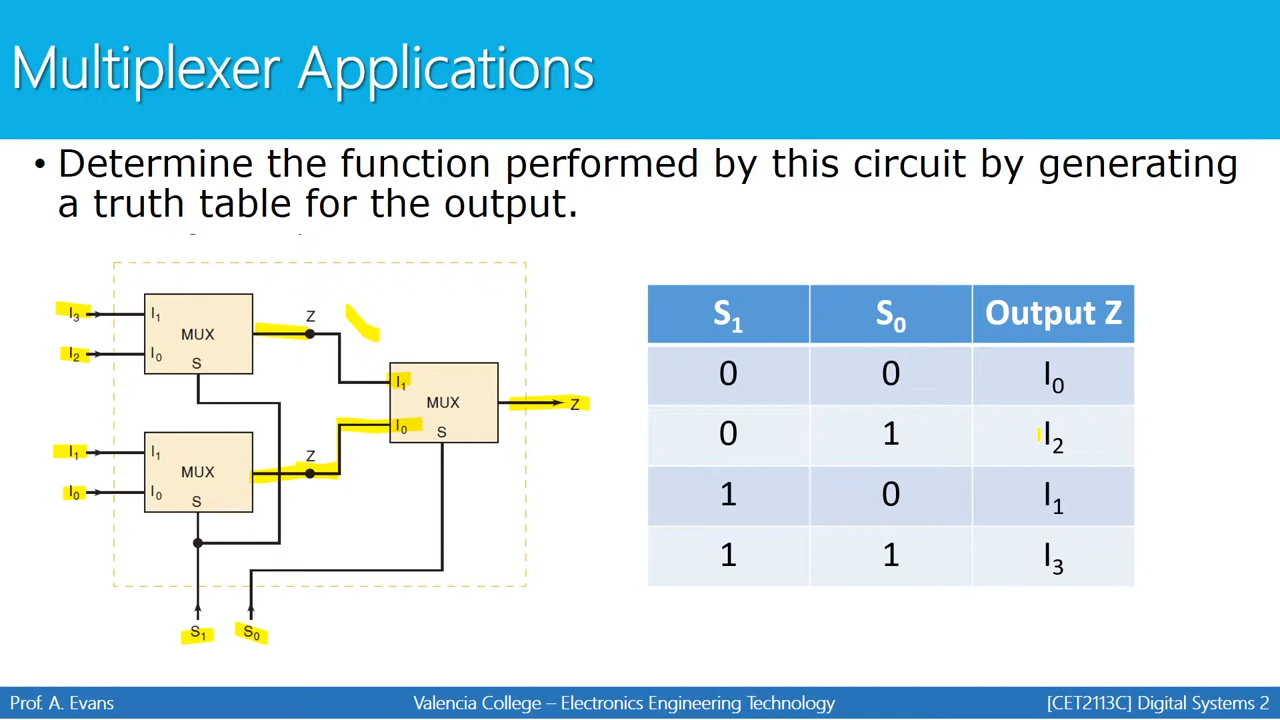 Multiplexer Applications
• Determine the function performed by this circuit by generating
a truth table for the output.
I3
I1
MUX
I2
I0
S
Z
I1
MUX
I0
S
Z
I1
I1
MUX
I0
I0
S
Z
S1
S0
S1 S0 Output Z
0 0 I0
0 1 I2
1 0 I1
1 1 I3
Prof. A. Evans
Valencia College – Electronics Engineering Technology
[CET2113C] Digital Systems 2